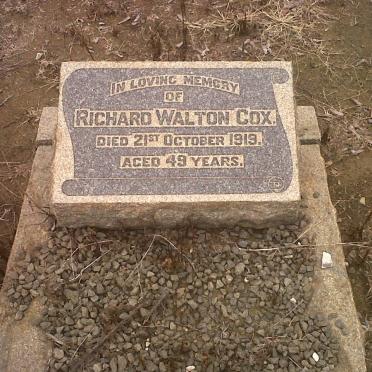 IN LOVING MEMORY
OF
RICHARD WALTON COX.
DIED 21ST OCTOBER 1919.
AGED 49 YEARS.